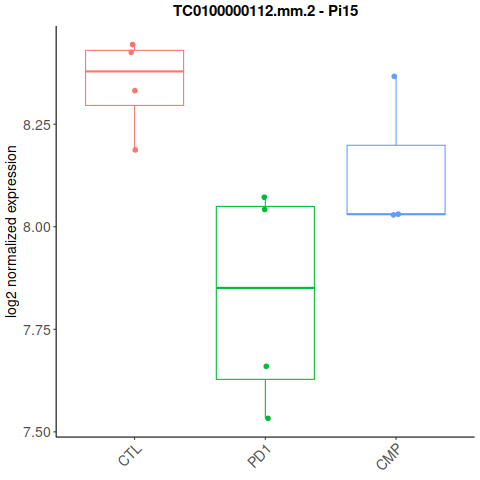 TC0100000112.mm.2 - Pi15
log2 normalized expression
8.25
8.00
7.75
7.50
CTL
PD1
CMP